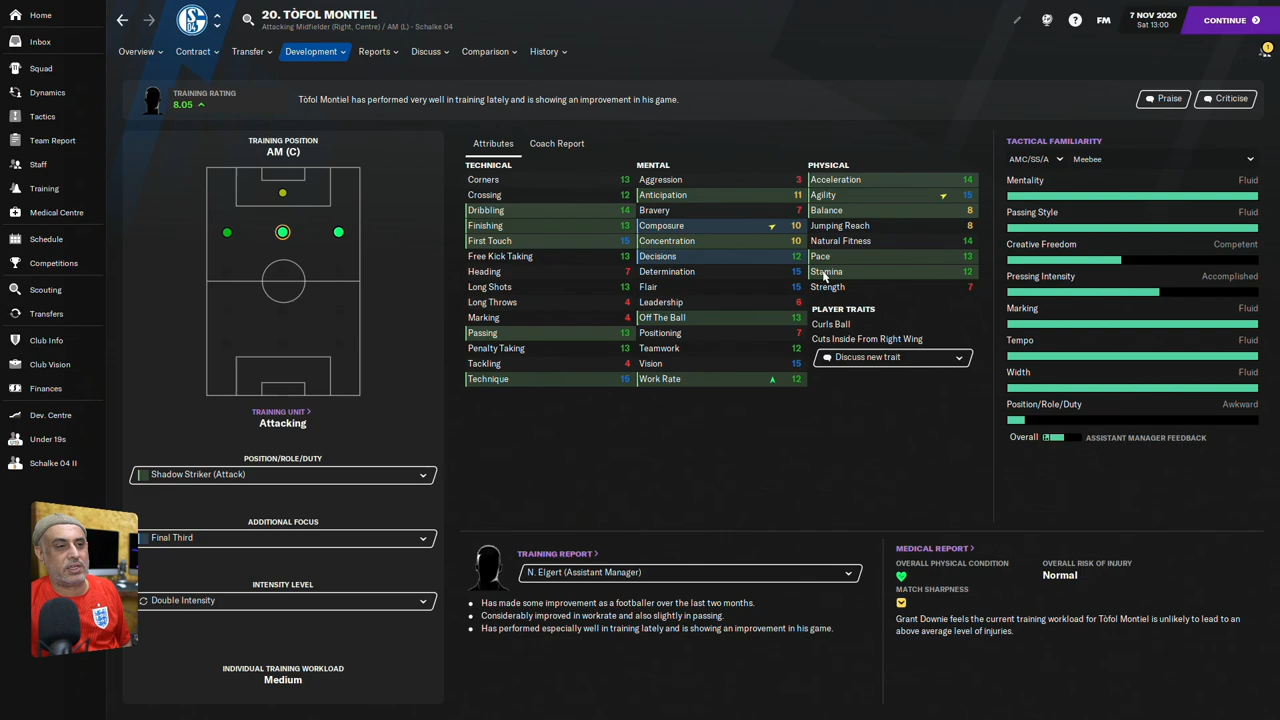 Home
Inbox
Squad
Dynamics
Tactics
Team Report
Staff
Training
Medical Centre
Schedule
Competitions
Scouting
Transfers
Club Info
Club Vision
Finances
Dev. Centre
Under 19s
Schalke 04 II
20. TÒFOL MONTIEL
Attacking Midfielder (Right, Centre) / AM (L) - Schalke 04
FM
7 NOV 2020
Sat 13:00
CONTINUE
1
Overview
Contract
Transfer
Development
Reports
Discuss
Comparison
History
TRAINING RATING
8.05
Tòfol Montiel has performed very well in training lately and is showing an improvement in his game.
Praise
Criticise
TRAINING POSITION
AM (C)
TRAINING UNIT >
Attacking
POSITION/ROLE/DUTY
Shadow Striker (Attack)
ADDITIONAL FOCUS
Final Third
INTENSITY LEVEL
Double Intensity
INDIVIDUAL TRAINING WORKLOAD
Medium
Attributes
Coach Report
TECHNICAL
Corners 13
Crossing 12
Dribbling 14
Finishing 13
First Touch 15
Free Kick Taking 13
Heading 7
Long Shots 13
Long Throws 4
Marking 4
Passing 13
Penalty Taking 13
Tackling 4
Technique 15
MENTAL
Aggression 3
Anticipation 11
Bravery 7
Composure 10
Concentration 10
Decisions 12
Determination 15
Flair 15
Leadership 6
Off The Ball 13
Positioning 7
Teamwork 12
Vision 15
Work Rate 12
PHYSICAL
Acceleration 14
Agility 15
Balance 8
Jumping Reach 8
Natural Fitness 14
Pace 13
Stamina 12
Strength 7
PLAYER TRAITS
Curls Ball
Cuts Inside From Right Wing
Discuss new trait
TACTICAL FAMILIARITY
AMC/SS/A
Meebee
Mentality Fluid
Passing Style Fluid
Creative Freedom Competent
Pressing Intensity Accomplished
Marking Fluid
Tempo Fluid
Width Fluid
Position/Role/Duty Awkward
Overall
ASSISTANT MANAGER FEEDBACK
TRAINING REPORT >
N. Elgert (Assistant Manager)
Has made some improvement as a footballer over the last two months.
Considerably improved in workrate and also slightly in passing.
Has performed especially well in training lately and is showing an improvement in his game.
MEDICAL REPORT >
OVERALL PHYSICAL CONDITION
OVERALL RISK OF INJURY
Normal
MATCH SHARPNESS
Grant Downie feels the current training workload for Tòfol Montiel is unlikely to lead to an
above average level of injuries.